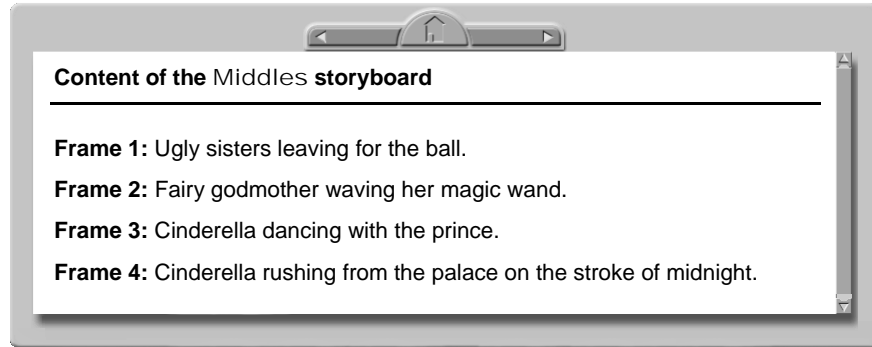 Content of the Middles storyboard
Frame 1: Ugly sisters leaving for the ball.
Frame 2: Fairy godmother waving her magic wand.
Frame 3: Cinderella dancing with the prince.
Frame 4: Cinderella rushing from the palace on the stroke of midnight.